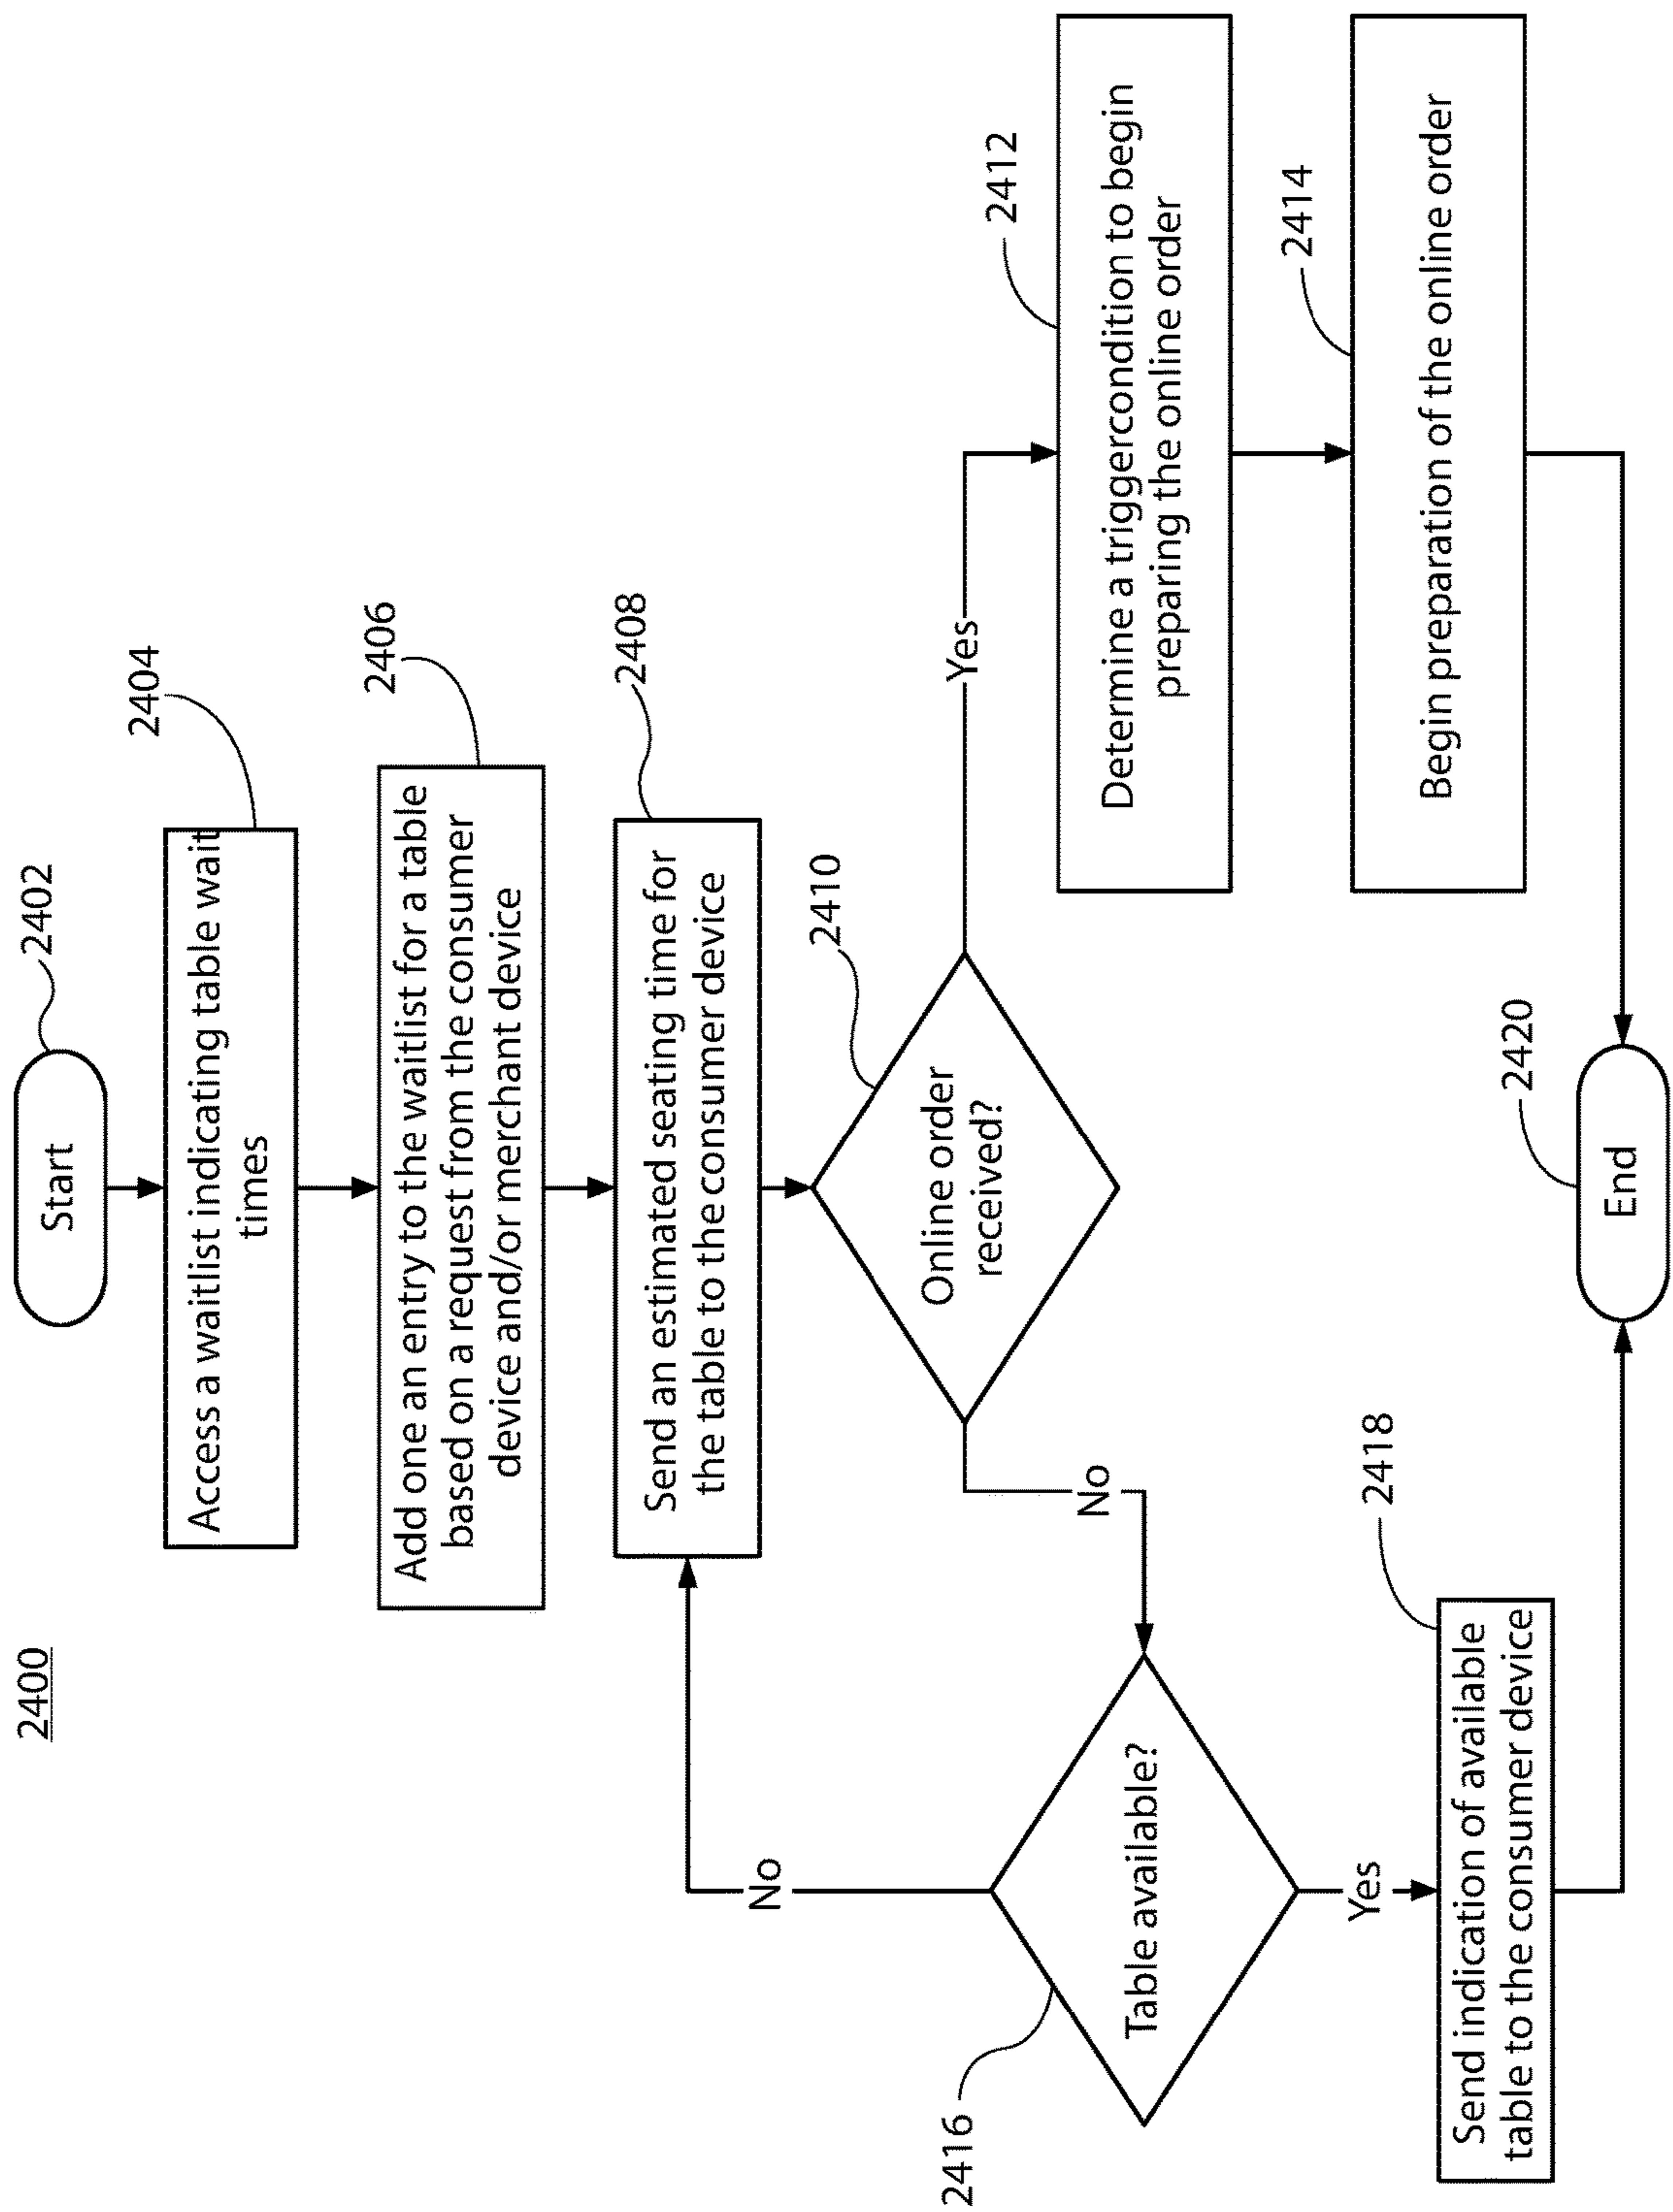 2400
Start
2402
Access a waitlist indicating table wait
times
2404
Add one an entry to the waitlist for a table
based on a request from the consumer
device and/or merchant device
2406
Send an estimated seating time for
the table to the consumer device
2408
Online order
received?
2410
Yes
No
Determine a triggercondition to begin
preparing the online order
2412
Begin preparation of the online order
2414
Table available?
2416
No
Yes
Send indication of available
table to the consumer device
2418
End
2420